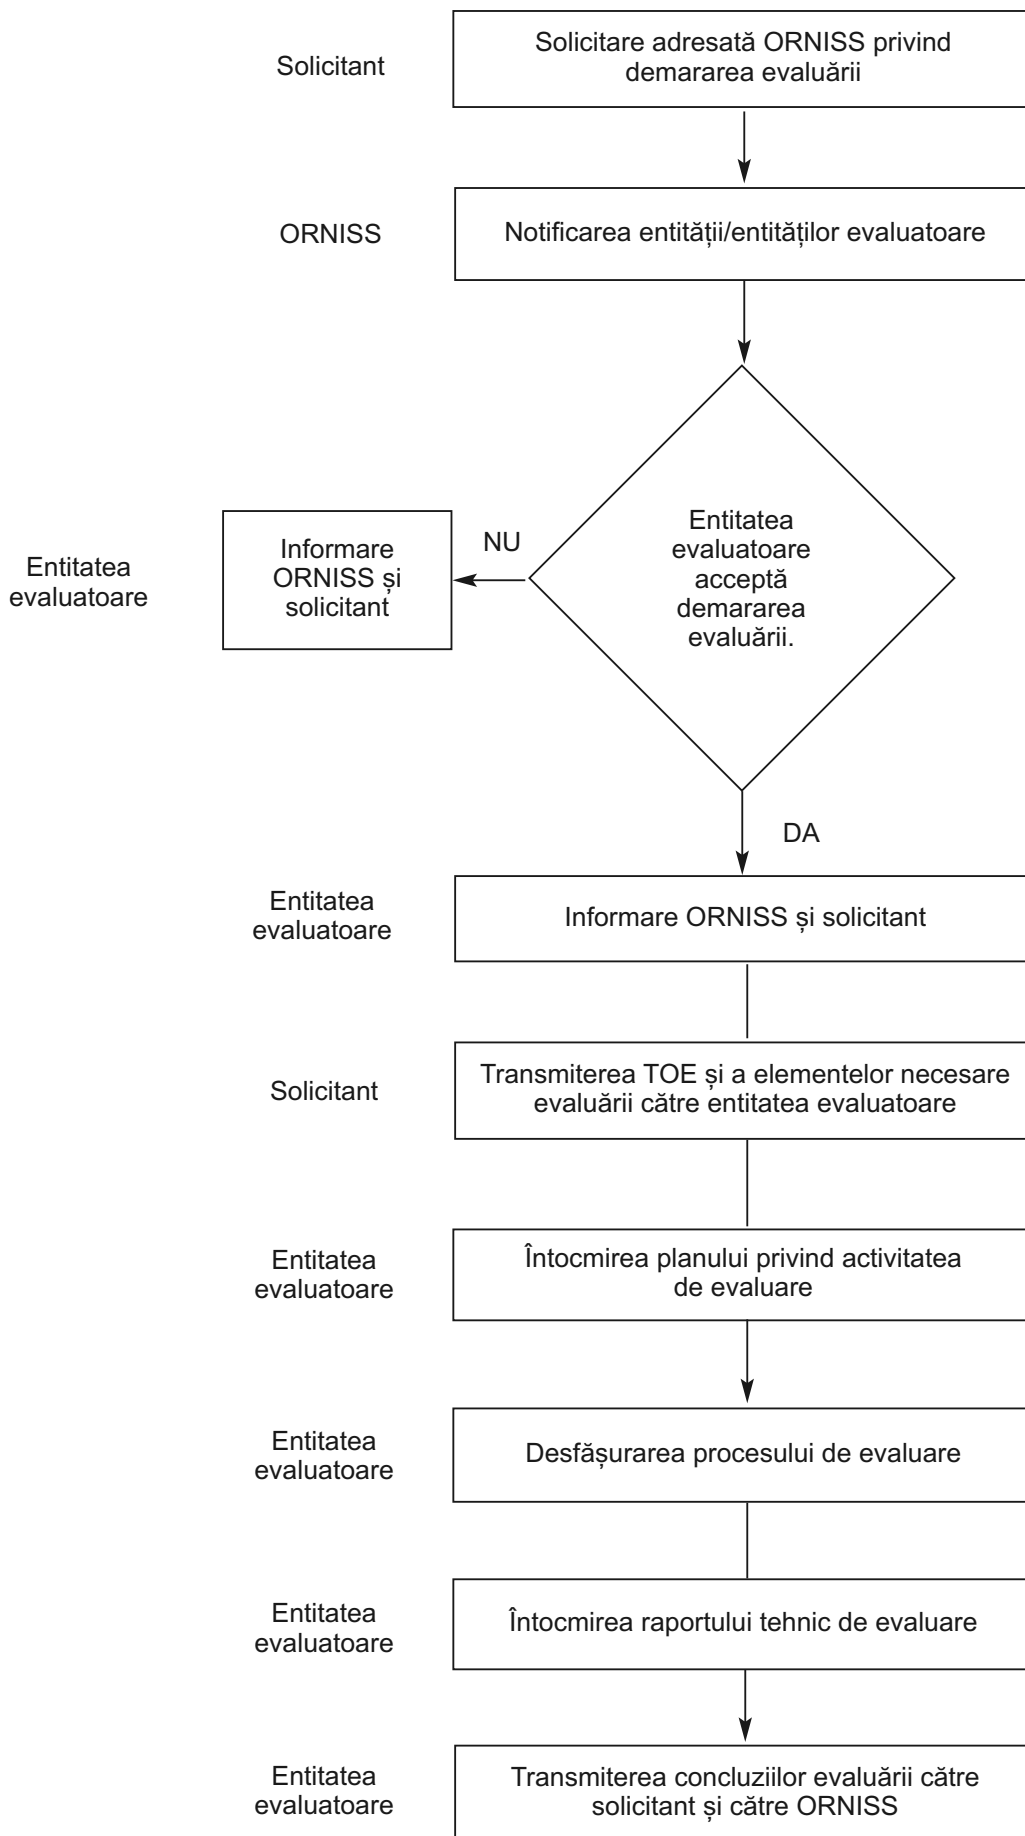 Solicitant
Solicitare adresată ORNISS privind
demararea evaluării
ORNISS
Notificarea entității/entităților evaluatoare
Entitatea
evaluatoare
acceptă
demararea
evaluării.
NU
Informare
ORNISS și
solicitant
Entitatea
evaluatoare
DA
Entitatea
evaluatoare
Informare ORNISS și solicitant
Solicitant
Transmiterea TOE și a elementelor necesare
evaluării către entitatea evaluatoare
Entitatea
evaluatoare
Întocmirea planului privind activitatea
de evaluare
Entitatea
evaluatoare
Desfășurarea procesului de evaluare
Entitatea
evaluatoare
Întocmirea raportului tehnic de evaluare
Entitatea
evaluatoare
Transmiterea concluziilor evaluării către
solicitant și către ORNISS